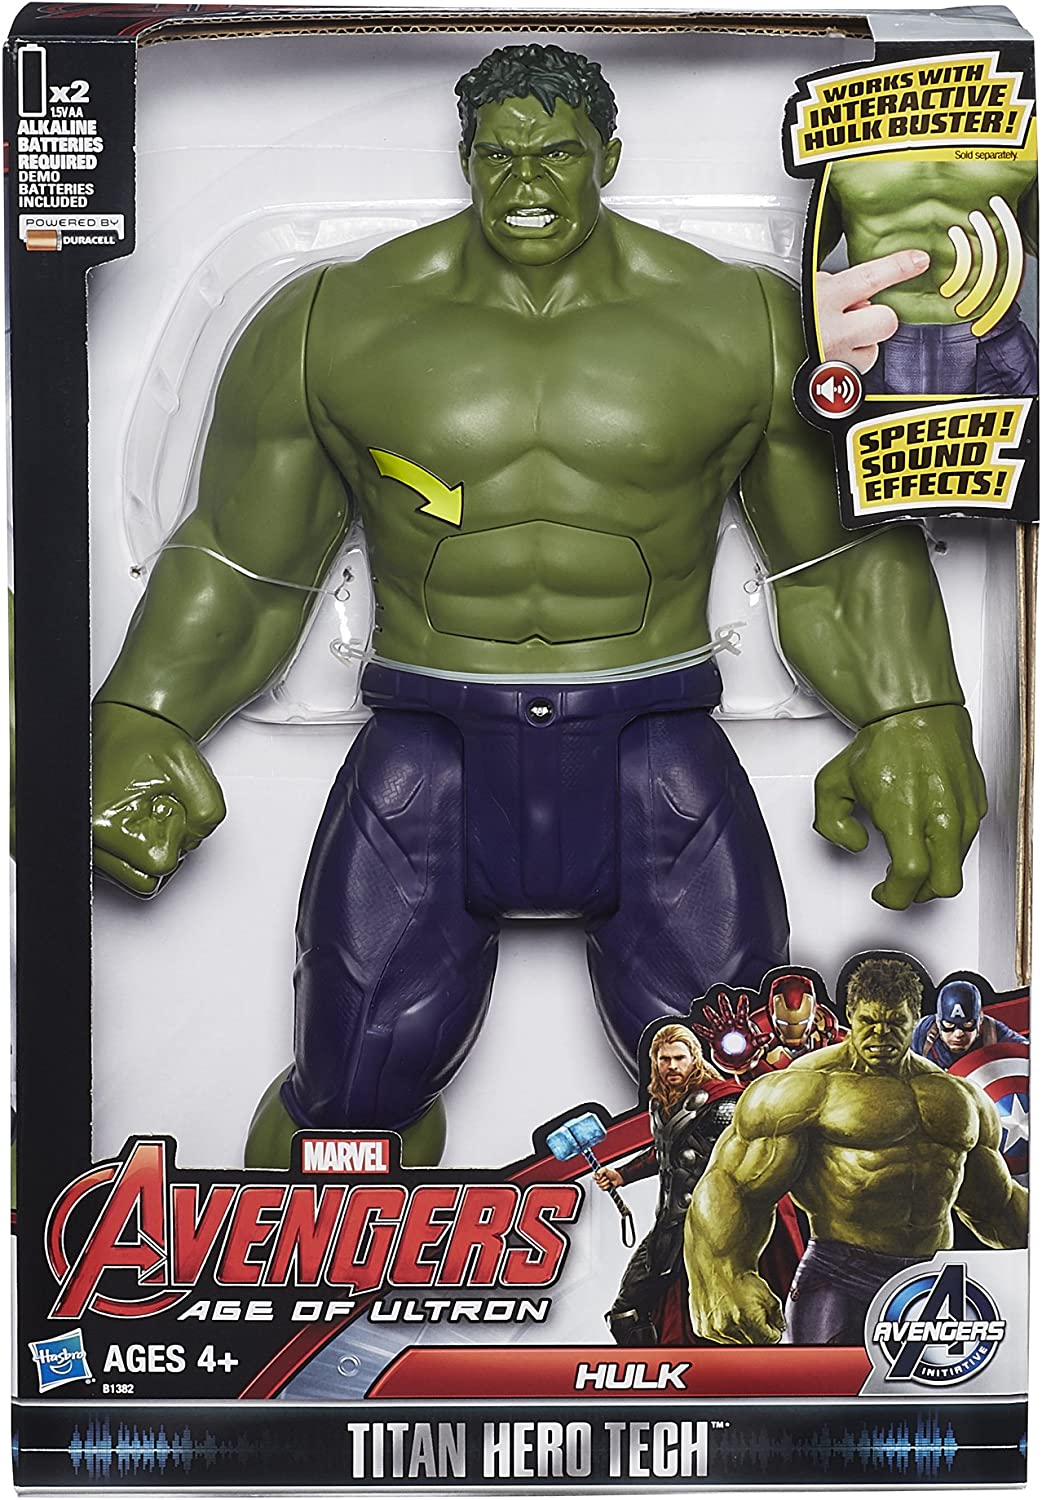 x2
1.5V AA
ALKALINE
BATTERIES
REQUIRED
DEMO
BATTERIES
INCLUDED
POWERED BY
DURACELL
WORKS WITH
INTERACTIVE
HULK BUSTER!
Sold separately.
SPEECH!
SOUND
EFFECTS!
A
MARVEL
AVENGERS
AGE OF ULTRON
Hasbro
AGES 4+
B1382
HULK
A
AVENGERS
INITIATIVE
TITAN HERO TECH™